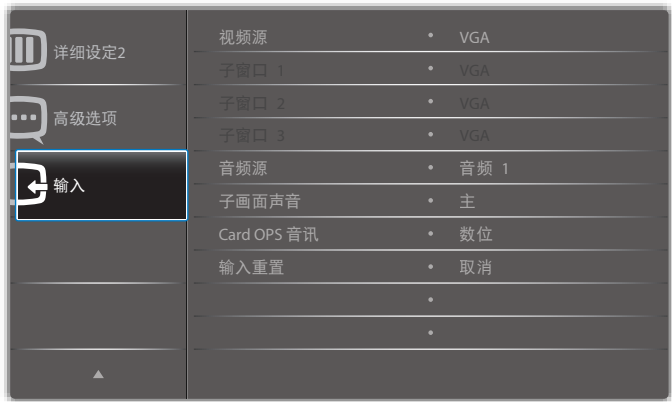 详细设定2
高级选项
输入
视频源 • VGA
子窗口 1 • VGA
子窗口 2 • VGA
子窗口 3 • VGA
音频源 • 音频 1
子画面声音 • 主
Card OPS 音讯 • 数位
输入重置 • 取消
•
•